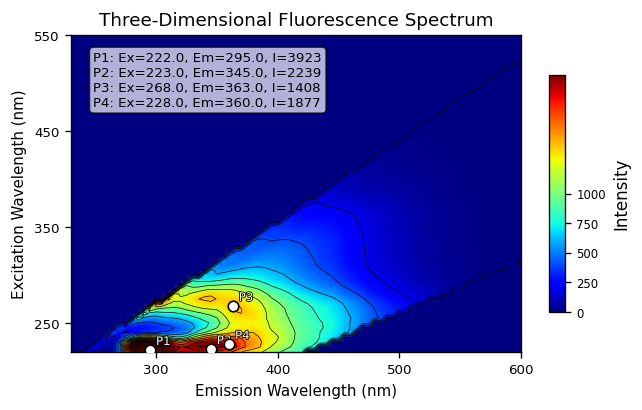 Three-Dimensional Fluorescence Spectrum
P1: Ex=222.0, Em=295.0, I=3923
P2: Ex=223.0, Em=345.0, I=2239
P3: Ex=268.0, Em=363.0, I=1408
P4: Ex=228.0, Em=360.0, I=1877
Excitation Wavelength (nm)
550
450
350
250
P3
P1
P4
300
400
500
600
Emission Wavelength (nm)
1000
750
500
250
0
Intensity